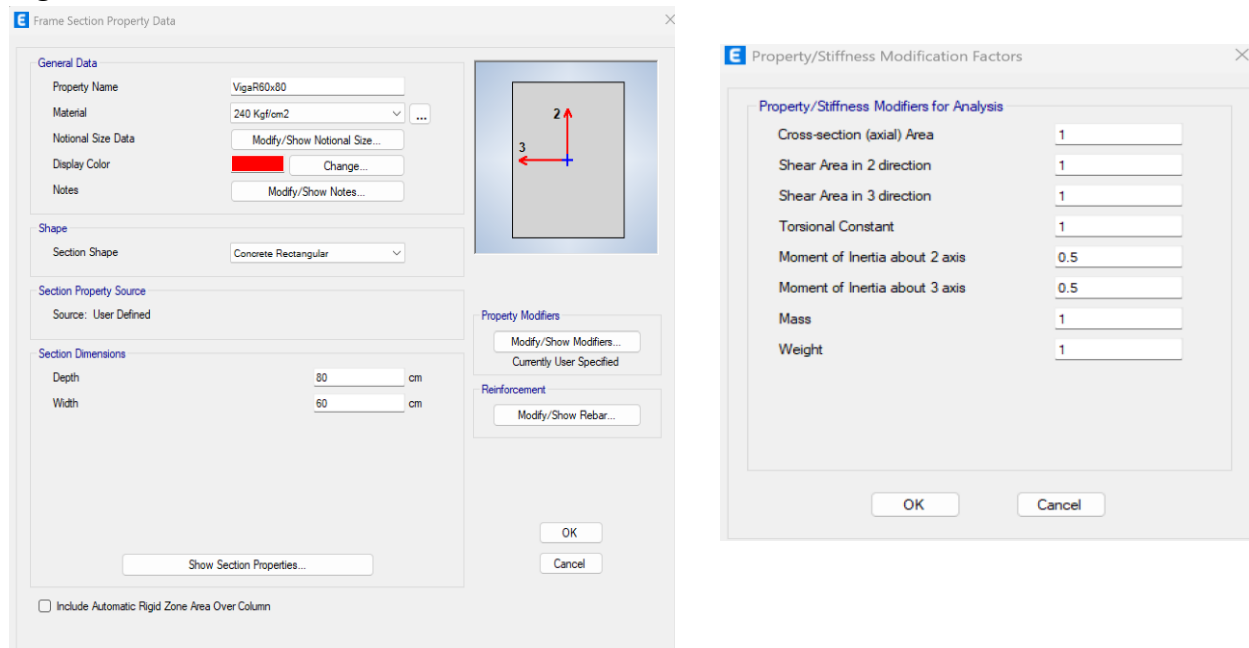 E Frame Section Property Data
General Data
Property Name VigaR60x80
Material 240 Kgf/cm2 ...
Notional Size Data Modify/Show Notional Size...
Display Color Change...
Notes Modify/Show Notes...
2
3
Shape
Section Shape Concrete Rectangular
Section Property Source
Source: User Defined
Property Modifiers
Modify/Show Modifiers...
Currently User Specified
Section Dimensions
Depth 80 cm
Width 60 cm
Reinforcement
Modify/Show Rebar...
OK
Show Section Properties...
Cancel
Include Automatic Rigid Zone Area Over Column
E Property/Stiffness Modification Factors
Property/Stiffness Modifiers for Analysis
Cross-section (axial) Area 1
Shear Area in 2 direction 1
Shear Area in 3 direction 1
Torsional Constant 1
Moment of Inertia about 2 axis 0.5
Moment of Inertia about 3 axis 0.5
Mass 1
Weight 1
OK Cancel